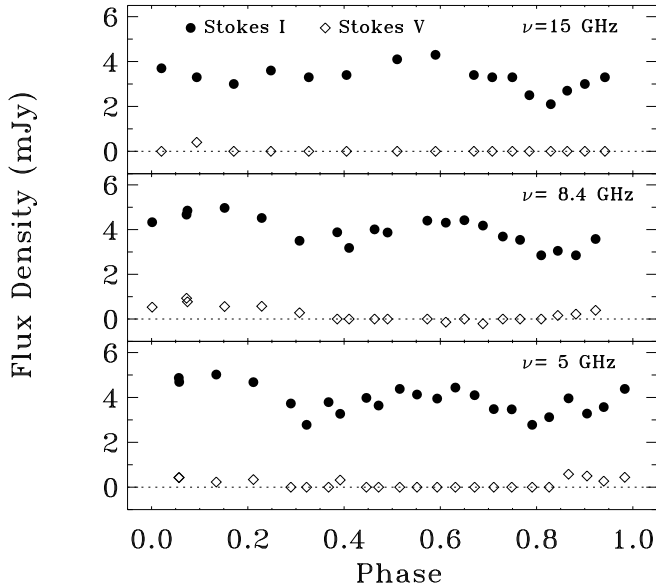 Stokes I
Stokes V
ν=15 GHz
6
4
2
0
ν= 8.4 GHz
6
4
2
0
ν= 5 GHz
6
4
2
0
Flux Density (mJy)
0.0 0.2 0.4 0.6 0.8 1.0
Phase